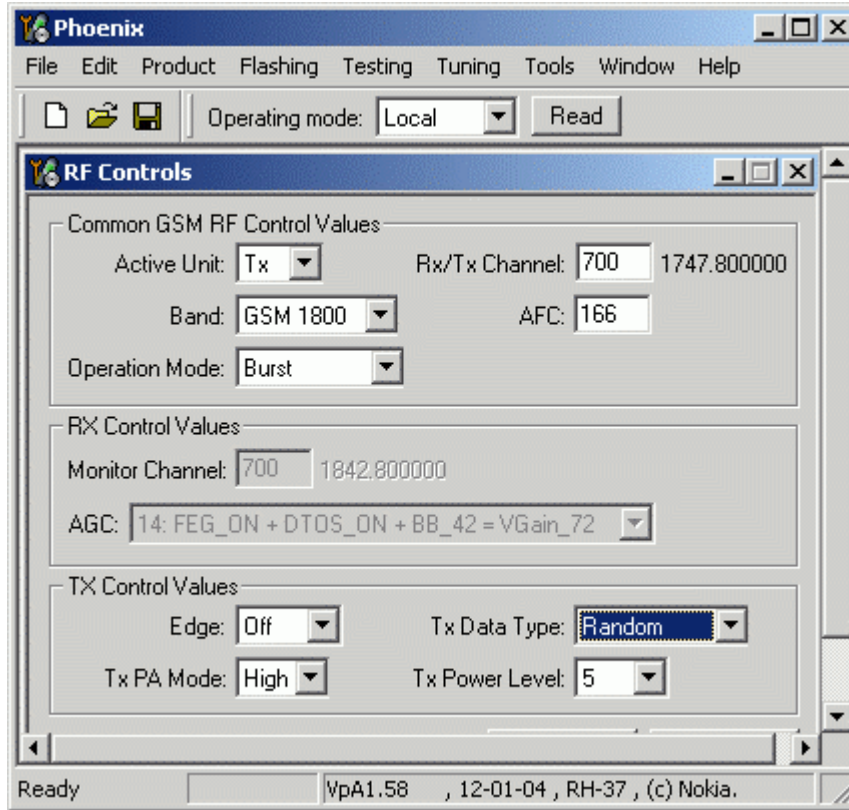 Phoenix
File Edit Product Flashing Testing Tuning Tools Window Help
Operating mode: Local Read
RF Controls
Common GSM RF Control Values
Active Unit: Tx Rx/Tx Channel: 700 1747.800000
Band: GSM 1800 AFC: 166
Operation Mode: Burst
RX Control Values
Monitor Channel: 700 1842.800000
AGC: 14: FEG_ON + DTOS_ON + BB_42 = VGain_72
TX Control Values
Edge: Off Tx Data Type: Random
Tx PA Mode: High Tx Power Level: 5
Ready VpA1.58 , 12-01-04 , RH-37 , (c) Nokia.